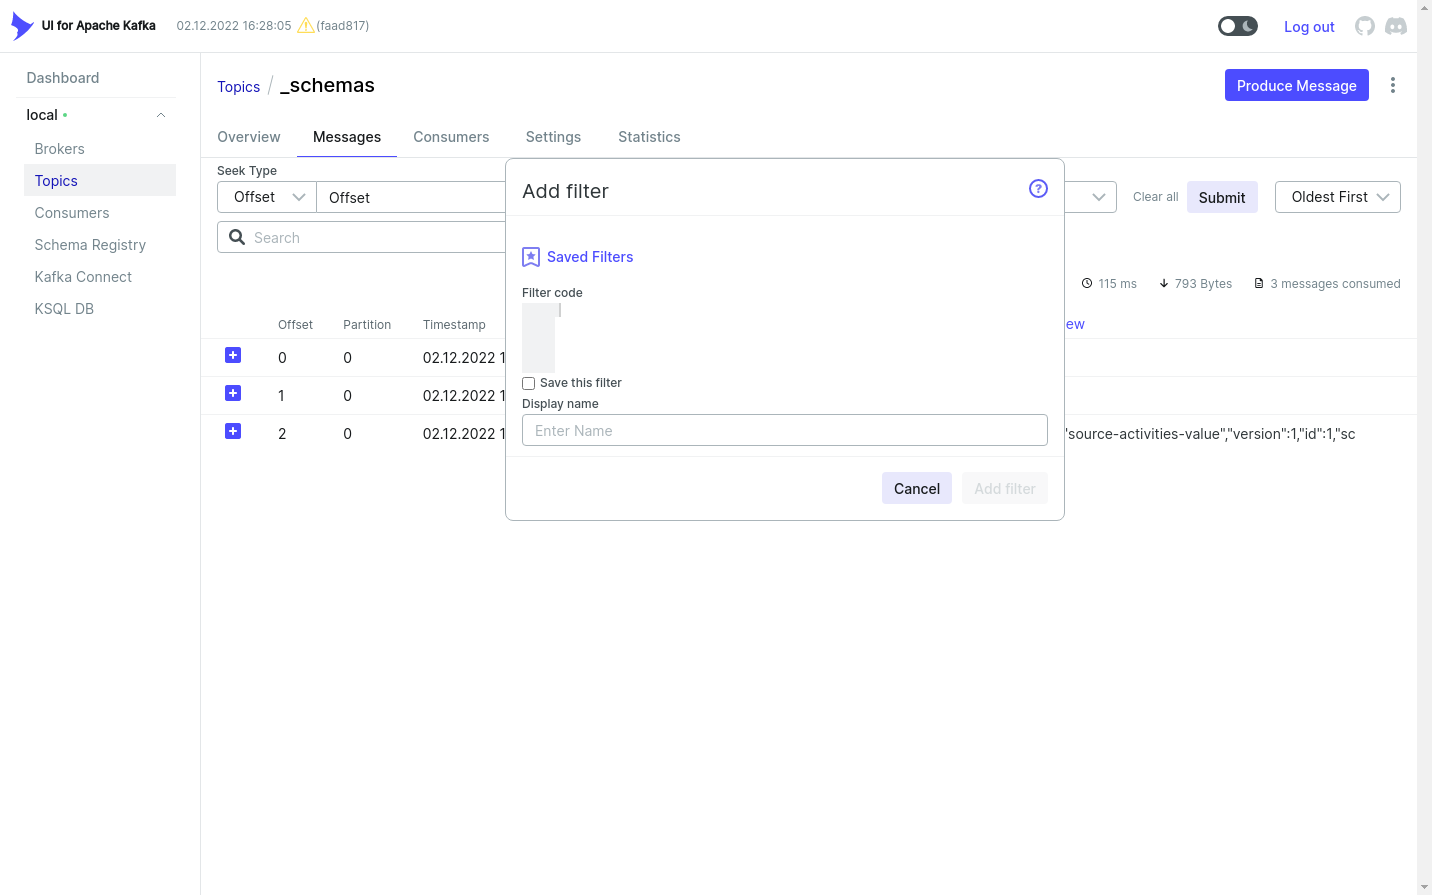 UI for Apache Kafka
02.12.2022 16:28:05
(faad817)
Log out
Dashboard
local
Brokers
Topics
Consumers
Schema Registry
Kafka Connect
KSQL DB
Topics / _schemas
Produce Message
Overview
Messages
Consumers
Settings
Statistics
Seek Type
Offset
Offset
Clear all
Submit
Oldest First
Search
115 ms
793 Bytes
3 messages consumed
Offset
Partition
Timestamp
ew
0
0
02.12.2022 1
1
0
02.12.2022 1
2
0
02.12.2022 1
"source-activities-value","version":1,"id":1,"sc
Add filter
?
Saved Filters
Filter code
Save this filter
Display name
Enter Name
Cancel
Add filter